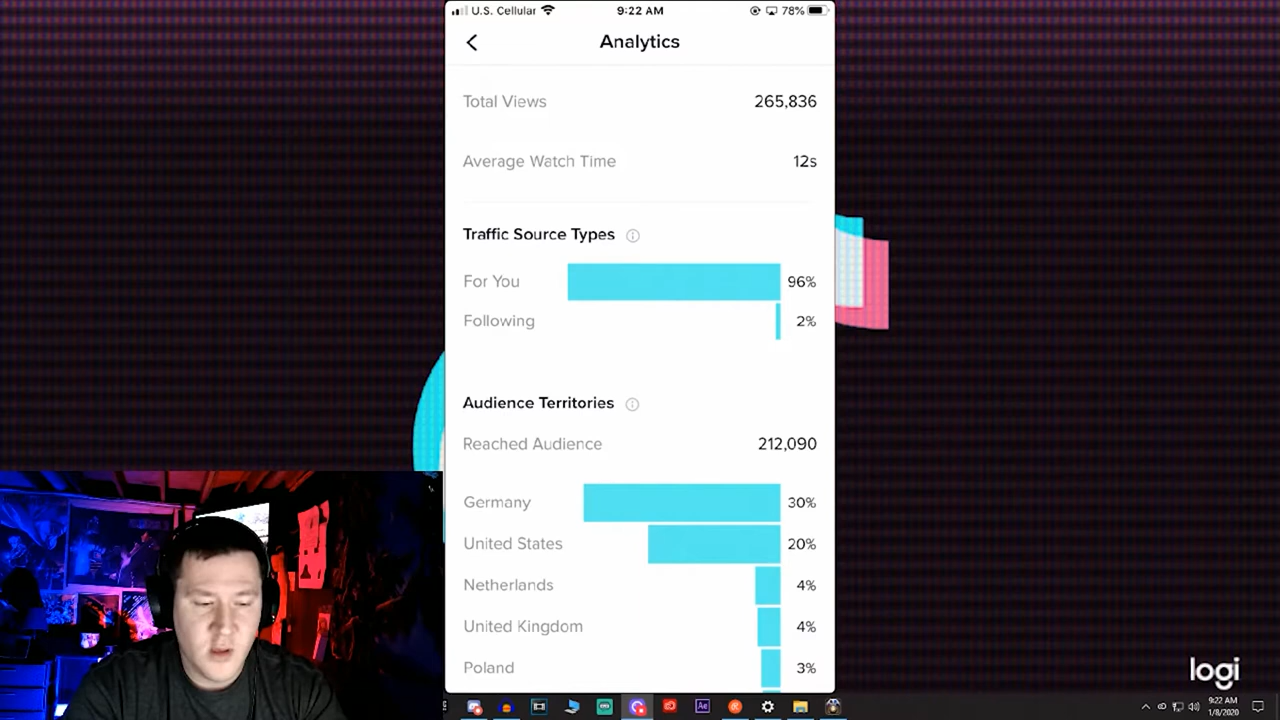 U.S. Cellular 9:22 AM 78%
Analytics
Total Views 265,836
Average Watch Time 12s
Traffic Source Types
For You 96%
Following 2%
Audience Territories
Reached Audience 212,090
Germany 30%
United States 20%
Netherlands 4%
United Kingdom 4%
Poland 3%
logi
Ae
9:22 AM
1/8/2020